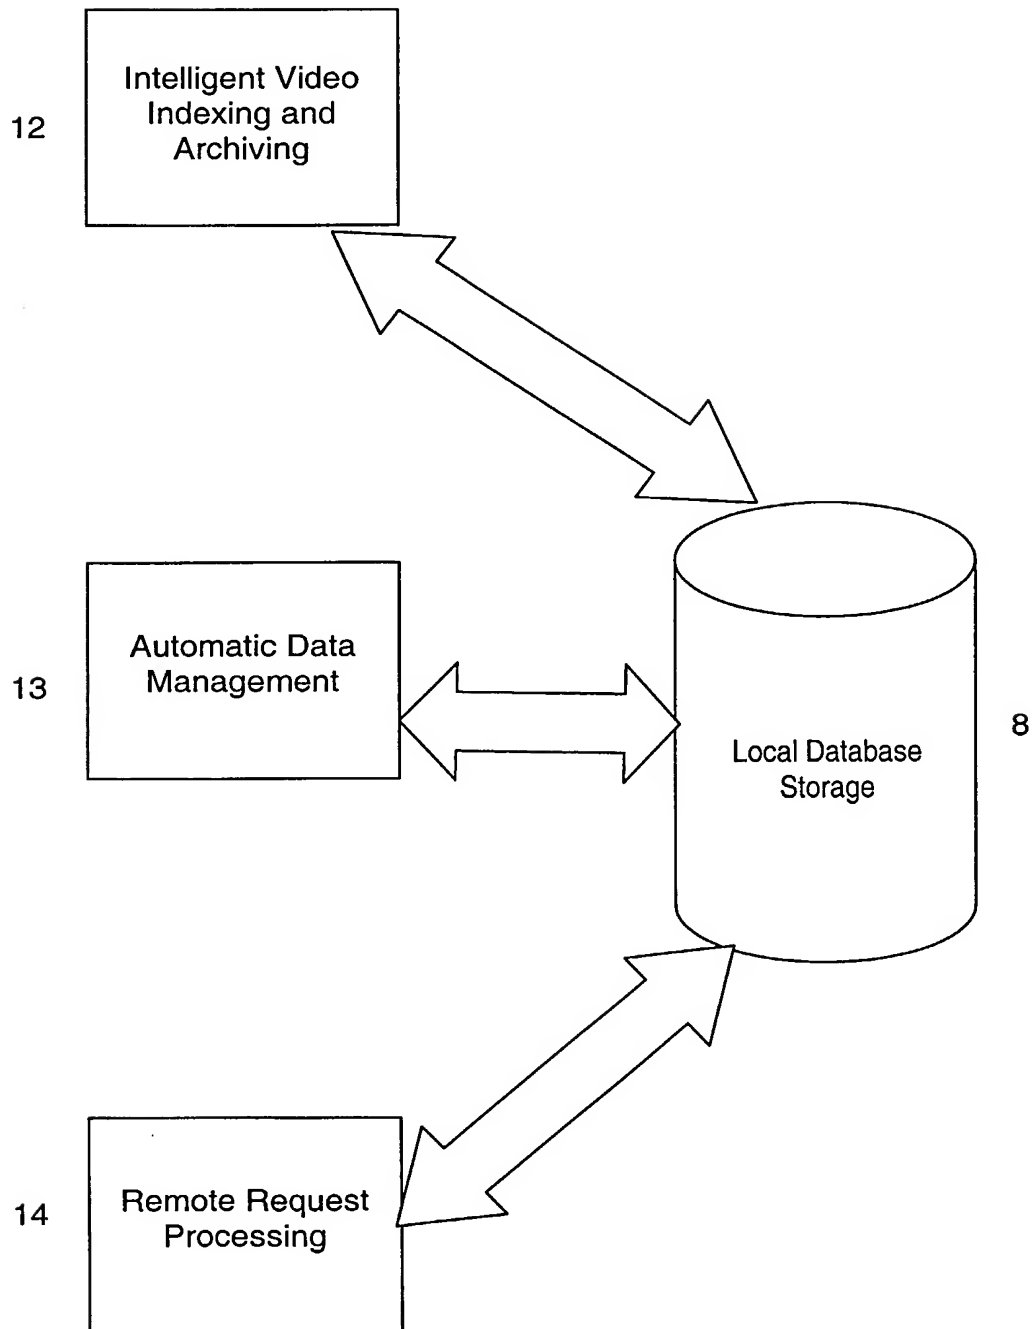 Intelligent Video
Indexing and
Archiving
12
Automatic Data
Management
13
Local Database
Storage
8
Remote Request
Processing
14